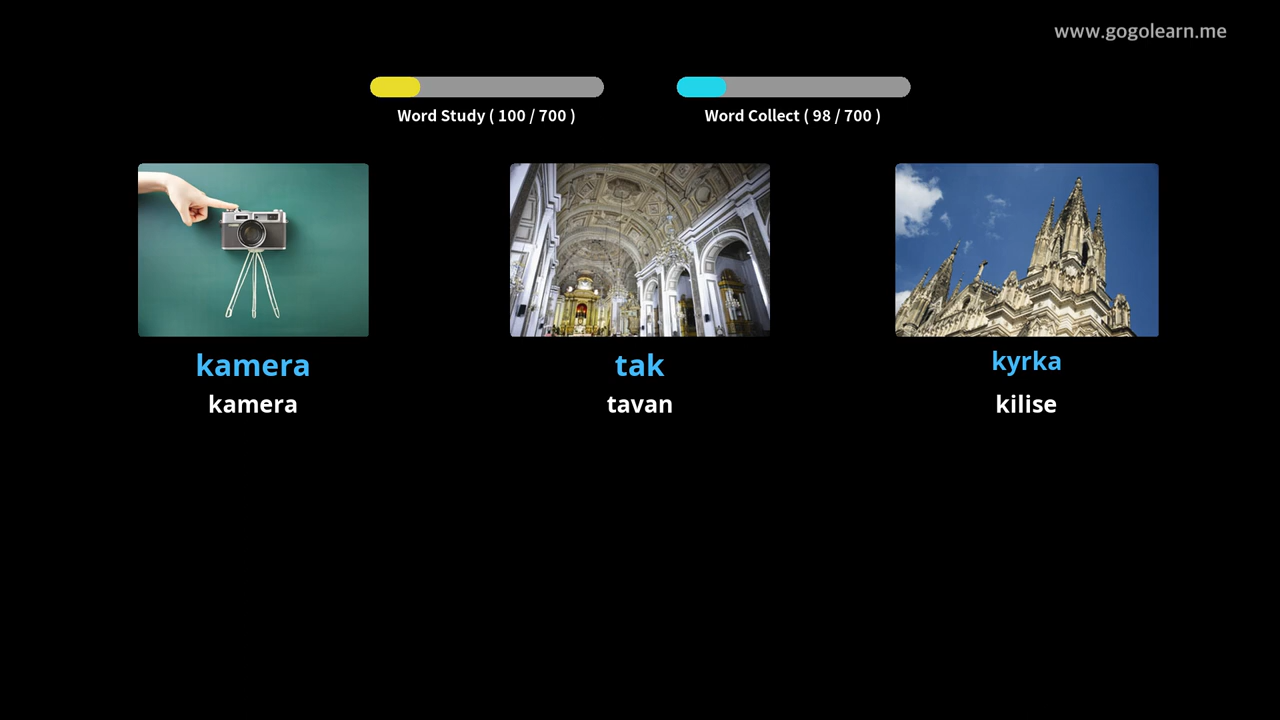 www.gogolearn.me
Word Study ( 100 / 700 )
Word Collect ( 98 / 700 )
kamera
tak
kyrka
kamera
tavan
kilise